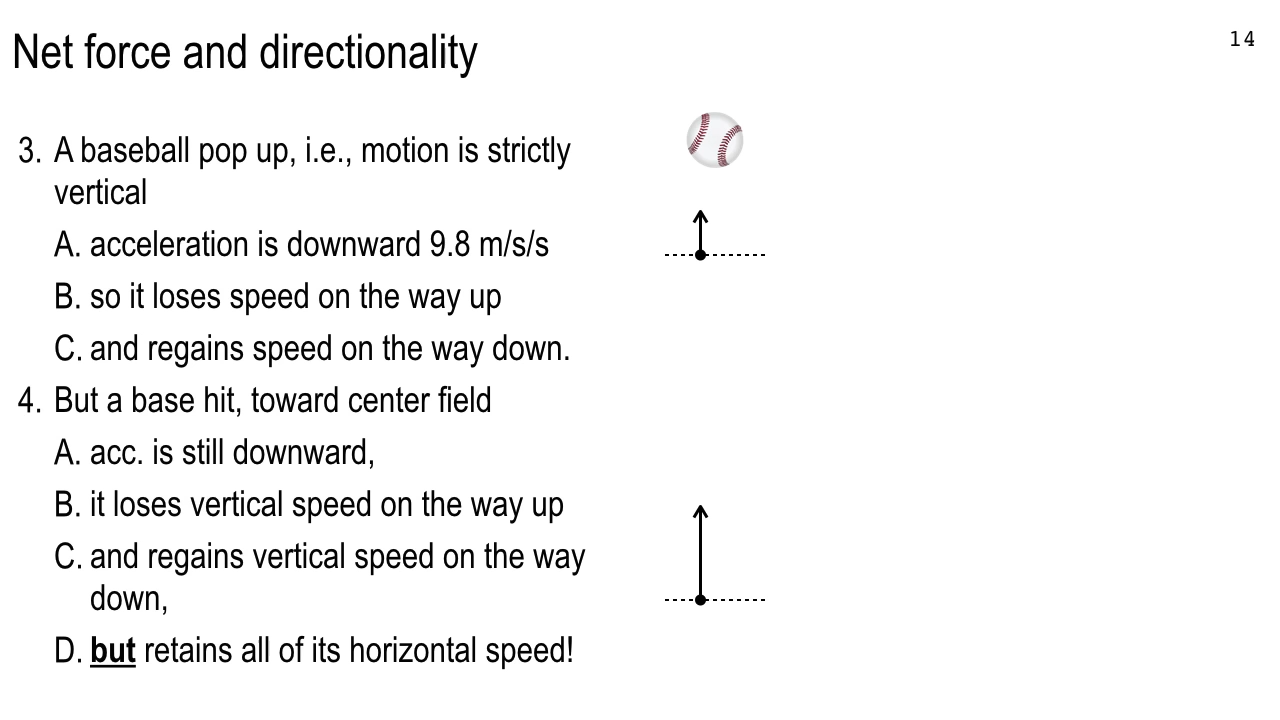 Net force and directionality
14
3. A baseball pop up, i.e., motion is strictly
vertical
A. acceleration is downward 9.8 m/s/s
B. so it loses speed on the way up
C. and regains speed on the way down.
4. But a base hit, toward center field
A. acc. is still downward,
B. it loses vertical speed on the way up
C. and regains vertical speed on the way
down,
D. but retains all of its horizontal speed!